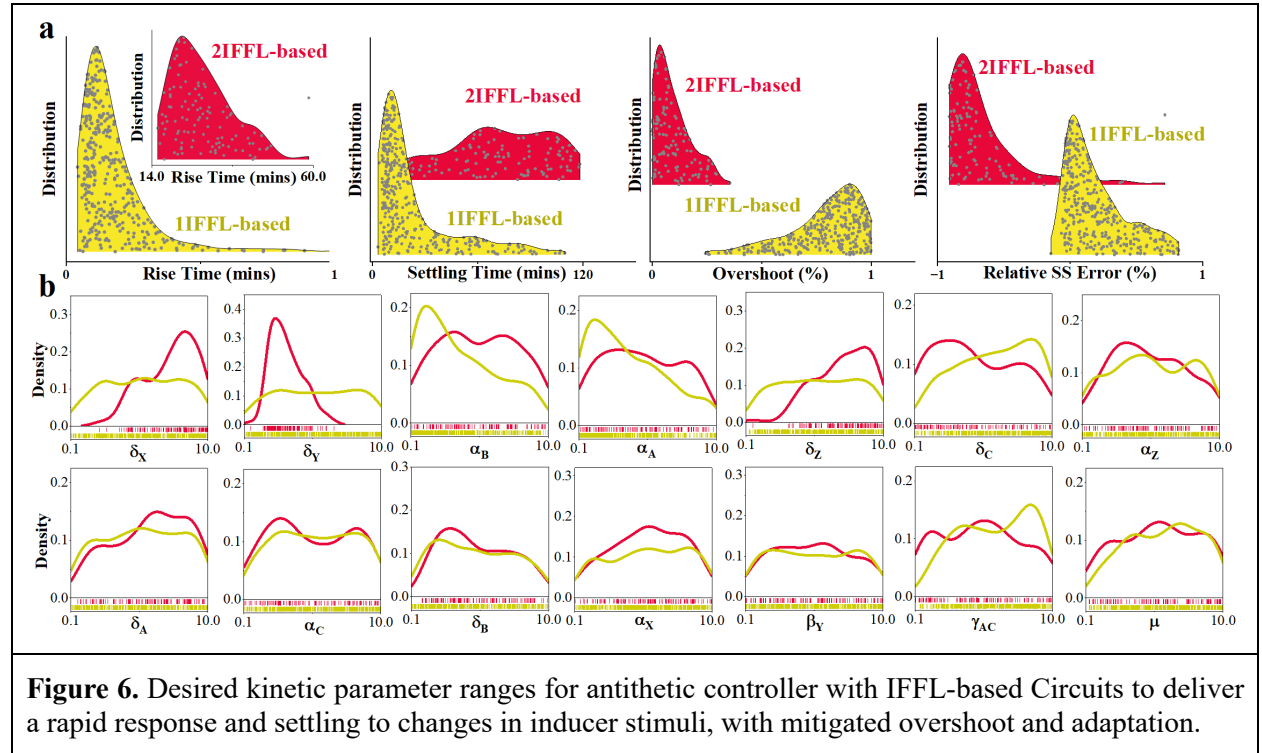 a
2IFFL-based
Distribution
14.0 Rise Time (mins) 60.0
Distribution
1IFFL-based
0 Rise Time (mins) 1
2IFFL-based
Distribution
1IFFL-based
0 Settling Time (mins) 120
2IFFL-based
Distribution
1IFFL-based
0 Overshoot (%) 1
2IFFL-based
Distribution
1IFFL-based
−1 Relative SS Error (%) 1
b
Density
0.3
0.2
0.1
0.0
0.1 δX 10.0
0.4
0.3
0.2
0.1
0.0
0.1 δY 10.0
0.2
0.1
0.0
0.1 αB 10.0
0.2
0.1
0.0
0.1 αA 10.0
0.3
0.2
0.1
0.0
0.1 δZ 10.0
0.2
0.1
0.0
0.1 δC 10.0
0.2
0.1
0.0
0.1 αZ 10.0
Density
0.2
0.1
0.0
0.1 δA 10.0
0.2
0.1
0.0
0.1 αC 10.0
0.3
0.2
0.1
0.0
0.1 δB 10.0
0.3
0.2
0.1
0.0
0.1 αX 10.0
0.3
0.2
0.1
0.0
0.1 βY 10.0
0.2
0.1
0.0
0.1 γAC 10.0
0.2
0.1
0.0
0.1 μ 10.0
Figure 6. Desired kinetic parameter ranges for antithetic controller with IFFL-based Circuits to deliver
a rapid response and settling to changes in inducer stimuli, with mitigated overshoot and adaptation.